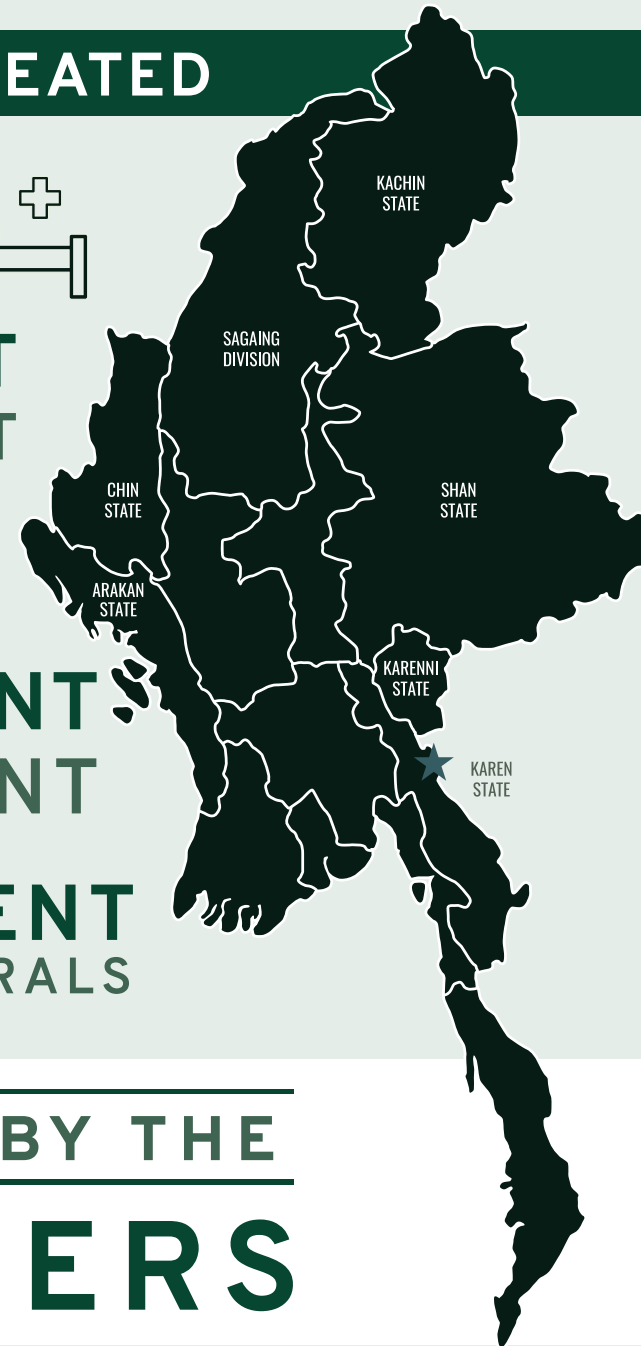 EATED
KACHIN
STATE
SAGAING
DIVISION
T
T
CHIN
STATE
SHAN
STATE
ARAKAN
STATE
KARENNI
STATE
NT
NT
KAREN
STATE
ENT
RALS
BY THE
ERS